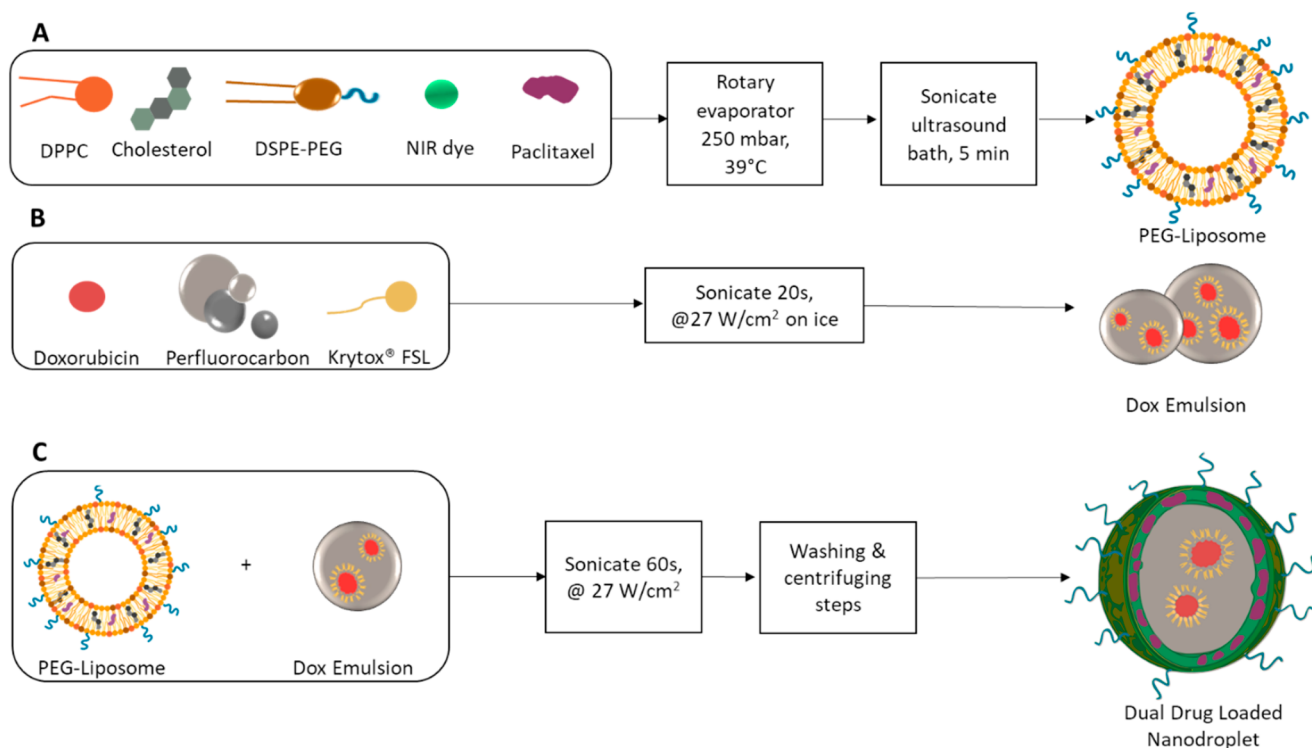 A
DPPC
Cholesterol
DSPE-PEG
NIR dye
Paclitaxel
Rotary
evaporator
250 mbar,
39°C
Sonicate
ultrasound
bath, 5 min
PEG-Liposome
B
Doxorubicin
Perfluorocarbon
Krytox® FSL
Sonicate 20s,
@27 W/cm² on ice
Dox Emulsion
C
PEG-Liposome
+
Dox Emulsion
Sonicate 60s,
@ 27 W/cm²
Washing &
centrifuging
steps
Dual Drug Loaded
Nanodroplet